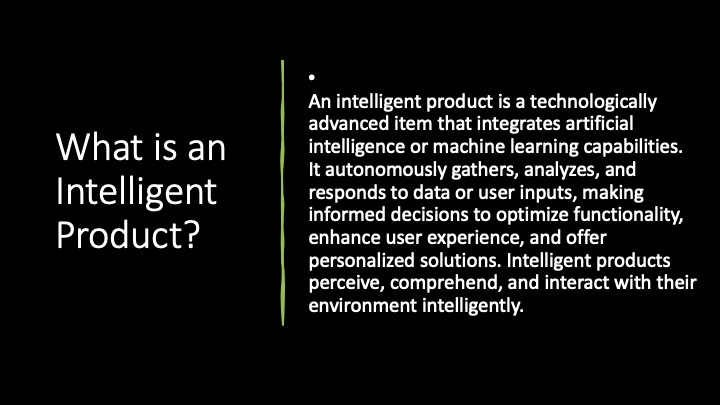 What is an
Intelligent
Product?
•
An intelligent product is a technologically
advanced item that integrates artificial
intelligence or machine learning capabilities.
It autonomously gathers, analyzes, and
responds to data or user inputs, making
informed decisions to optimize functionality,
enhance user experience, and offer
personalized solutions. Intelligent products
perceive, comprehend, and interact with their
environment intelligently.